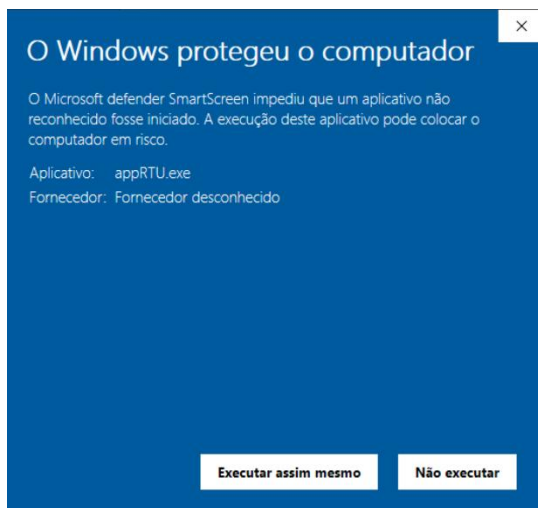 O Windows protegeu o computador
O Microsoft defender SmartScreen impediu que um aplicativo não
reconhecido fosse iniciado. A execução deste aplicativo pode colocar o
computador em risco.
Aplicativo: appRTU.exe
Fornecedor: Fornecedor desconhecido
Executar assim mesmo Não executar